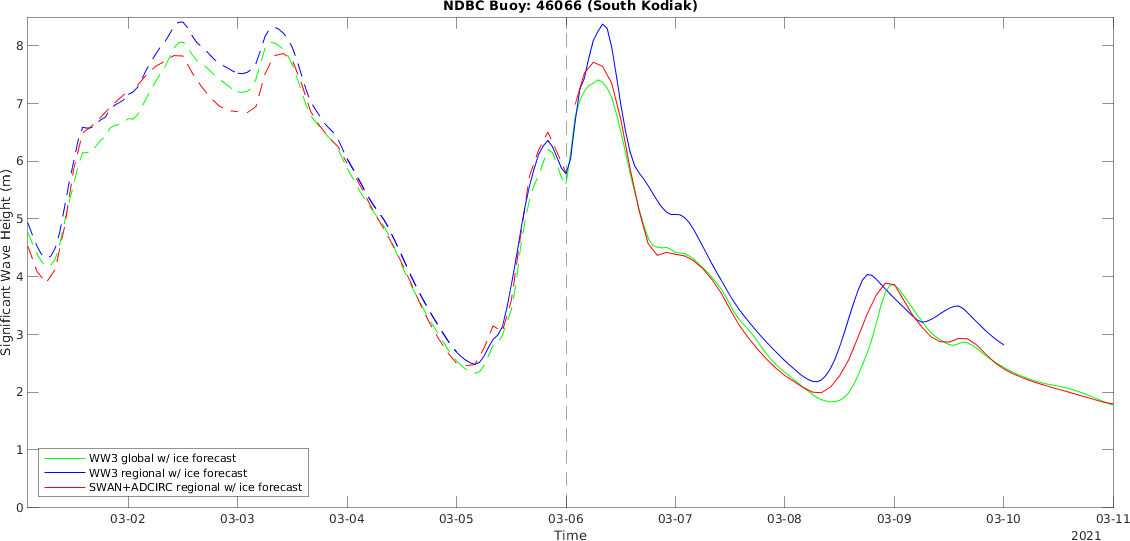 NDBC Buoy: 46066 (South Kodiak)
Significant Wave Height (m)
8
7
6
5
4
3
2
1
0
WW3 global w/ ice forecast
WW3 regional w/ ice forecast
SWAN+ADCIRC regional w/ ice forecast
03-02 03-03 03-04 03-05 03-06 03-07 03-08 03-09 03-10 03-11
Time
2021